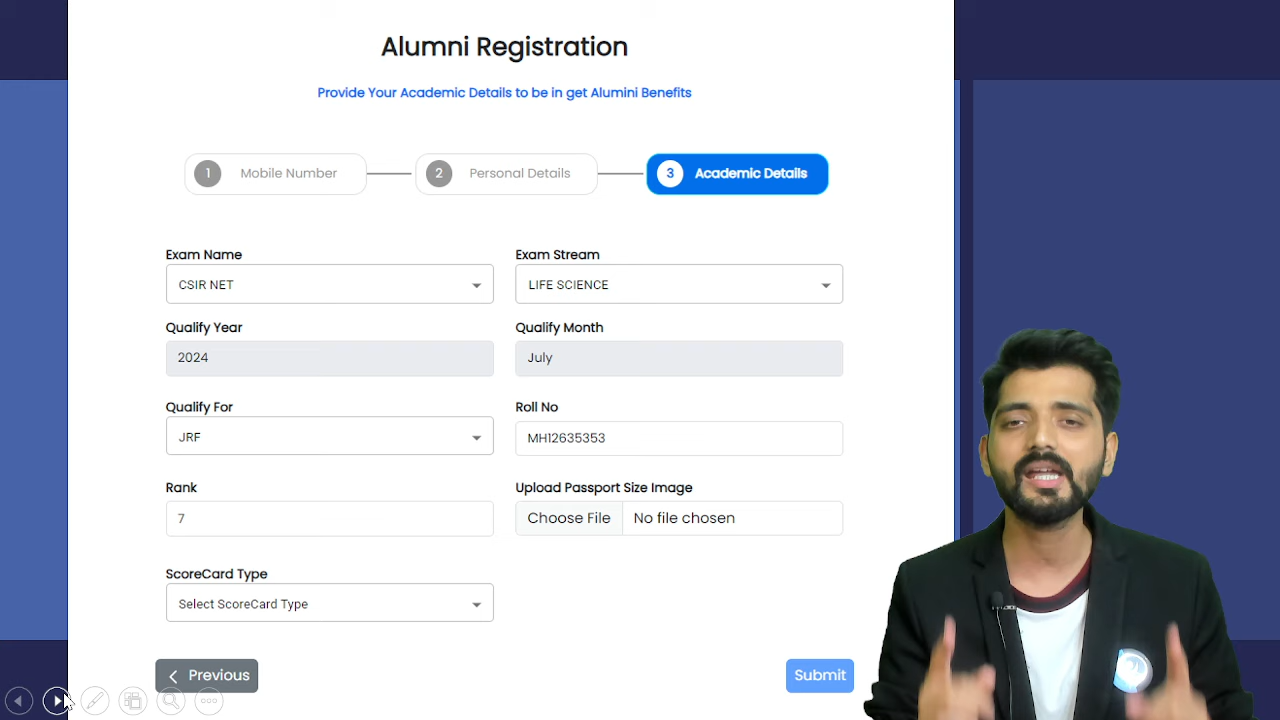 Alumni Registration
Provide Your Academic Details to be in get Alumini Benefits
1 Mobile Number 2 Personal Details 3 Academic Details
Exam Name Exam Stream
CSIR NET LIFE SCIENCE
Qualify Year Qualify Month
2024 July
Qualify For Roll No
JRF MH12635353
Rank Upload Passport Size Image
7 Choose File No file chosen
ScoreCard Type
Select ScoreCard Type
Previous Submit